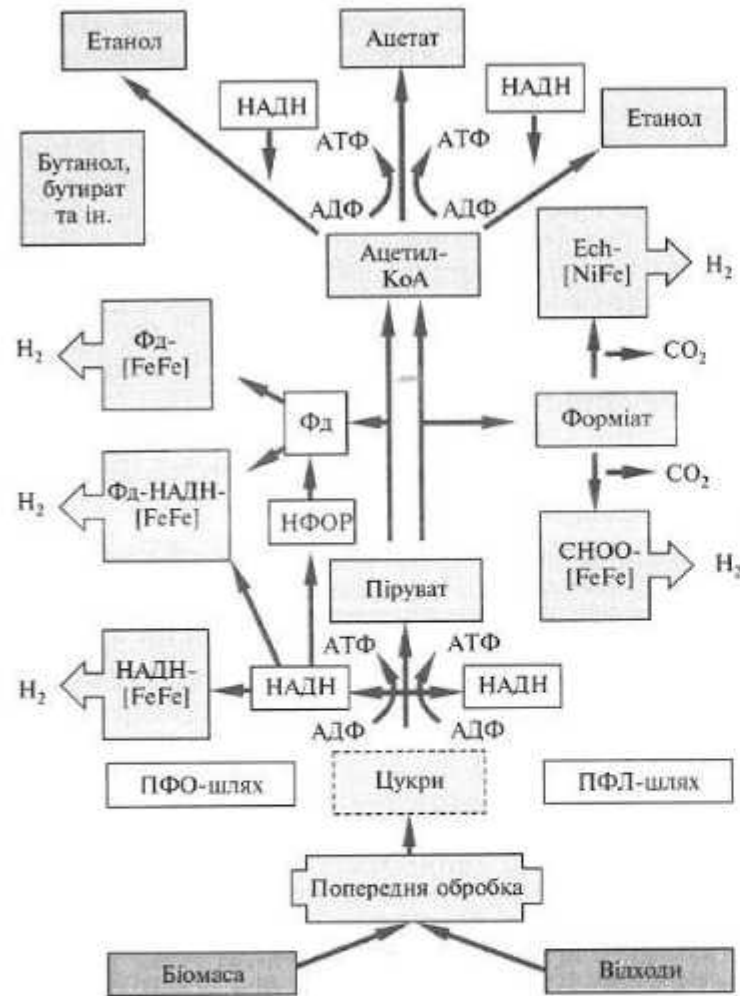 Етанол
Ацетат
НАДН
НАДН
Етанол
АТФ
АТФ
Бутанол,
бутират
та ін.
АДФ
АДФ
Ацетил-
КоА
Ech-
[NiFe]
H₂
H₂
Фд-
[FeFe]
CO₂
Фд
Форміат
H₂
Фд-НАДН-
[FeFe]
НФОР
CO₂
Піруват
CHOO-
[FeFe]
H₂
АТФ
АТФ
H₂
НАДН-
[FeFe]
НАДН
НАДН
АДФ
АДФ
ПФО-шлях
Цукри
ПФЛ-шлях
Попередня обробка
Біомаса
Відходи